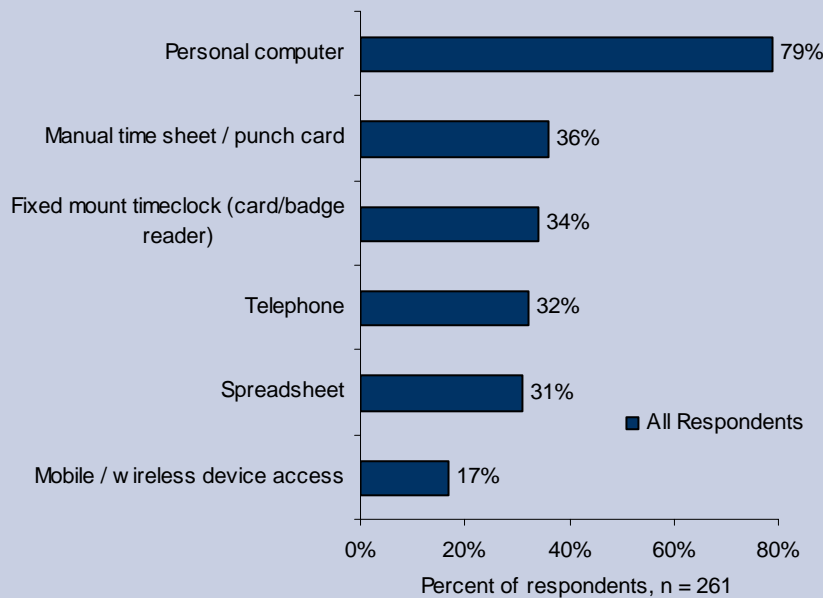 Personal computer
79%
Manual time sheet / punch card
36%
Fixed mount timeclock (card/badge
reader)
34%
Telephone
32%
Spreadsheet
31%
All Respondents
Mobile / wireless device access
17%
0%
20%
40%
60%
80%
Percent of respondents, n = 261